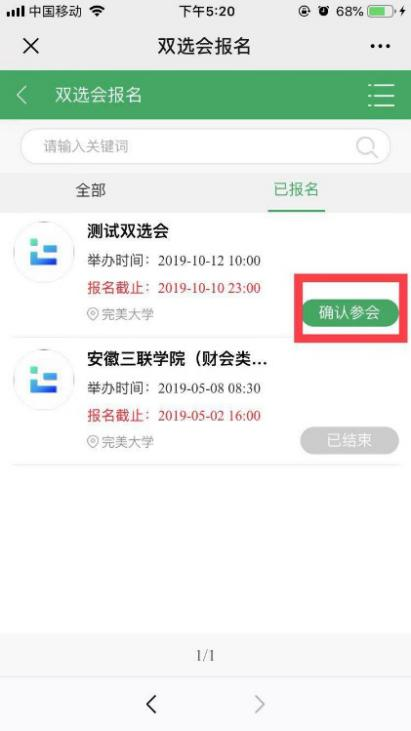 中国移动 下午5:20 68%
双选会报名
双选会报名
请输入关键词
全部 已报名
测试双选会
举办时间：2019-10-12 10:00
报名截止：2019-10-10 23:00
完美大学
确认参会
安徽三联学院（财会类...
举办时间：2019-05-08 08:30
报名截止：2019-05-02 16:00
完美大学
已结束
1/1